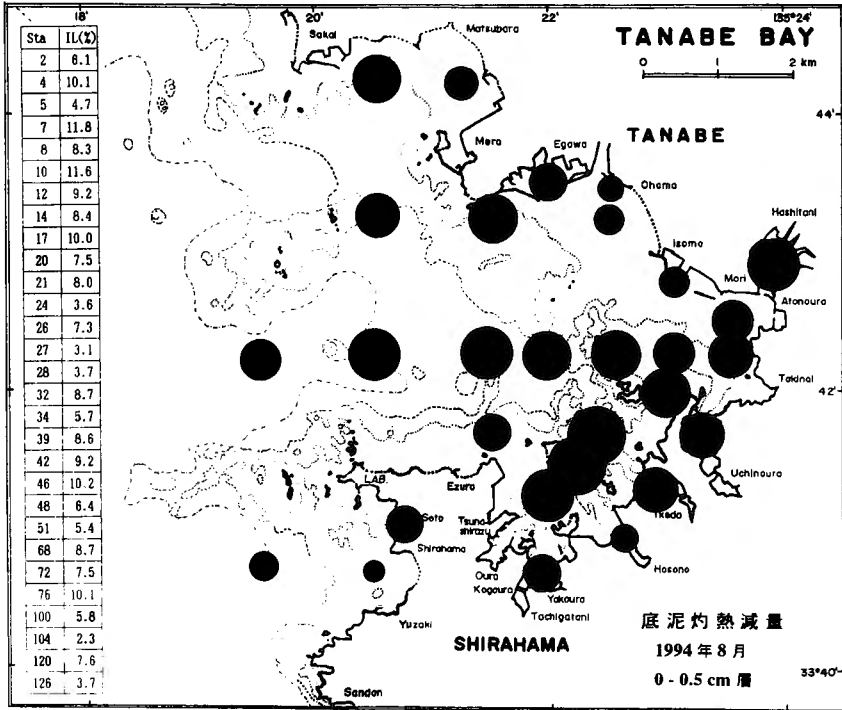 18'
20'
22'
135°24'
TANABE BAY
0 1 2 km
Sta IL(%)
2 6.1
4 10.1
5 4.7
7 11.8
8 8.3
10 11.6
12 9.2
14 8.4
17 10.0
20 7.5
21 8.0
24 3.6
26 7.3
27 3.1
28 3.7
32 8.7
34 5.7
39 8.6
42 9.2
46 10.2
48 6.4
51 5.4
68 8.7
72 7.5
76 10.1
100 5.8
104 2.3
120 7.6
126 3.7
Sakai
Matsubara
44'
TANABE
Mera
Egawa
Ohama
Hashitani
Isoma
Mori
Atonoura
42'
Takinai
Uchinoura
LAB.
Ezura
Ikeda
Seto
Tsuna-
shirazu
Shirahama
Hosono
Oura
Kogaura
Yakaura
Tachigatani
Yuzaki
SHIRAHAMA
底泥灼熱減量
1994年8月
33°40'
0 - 0.5 cm 層
Sandan